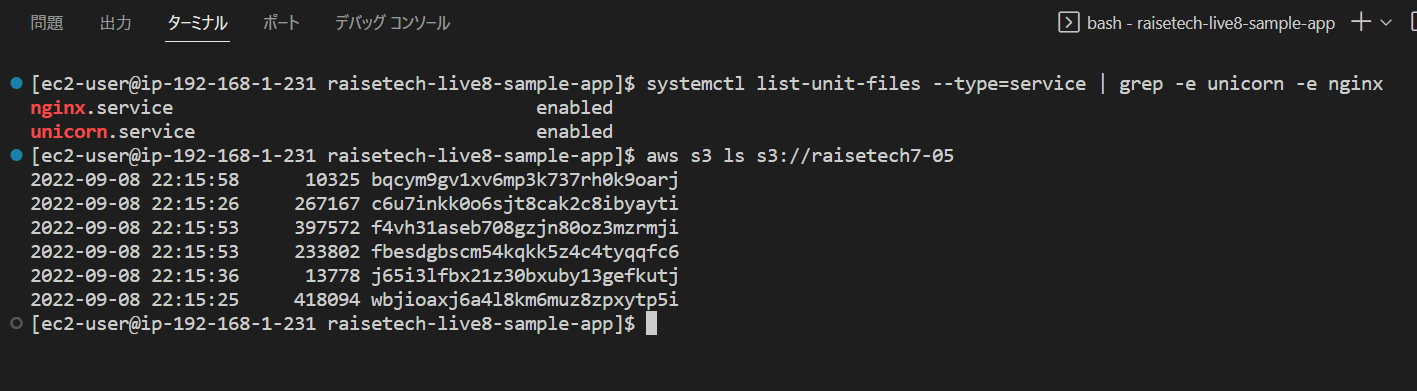 問題 出力 ターミナル ポート デバッグ コンソール bash - raisetech-live8-sample-app
[ec2-user@ip-192-168-1-231 raisetech-live8-sample-app]$ systemctl list-unit-files --type=service | grep -e unicorn -e nginx
nginx.service enabled
unicorn.service enabled
[ec2-user@ip-192-168-1-231 raisetech-live8-sample-app]$ aws s3 ls s3://raisetech7-05
2022-09-08 22:15:58 10325 bqcym9gv1xv6mp3k737rh0k9oarj
2022-09-08 22:15:26 267167 c6u7inkk0o6sjt8cak2c8ibyayti
2022-09-08 22:15:53 397572 f4vh31aseb708gzjn80oz3mzrmji
2022-09-08 22:15:53 233802 fbesdgbscm54kqkk5z4c4tyqqfc6
2022-09-08 22:15:36 13778 j65i3lfbx21z30bxuby13gefkutj
2022-09-08 22:15:25 418094 wbjioaxj6a4l8km6muz8zpxytp5i
[ec2-user@ip-192-168-1-231 raisetech-live8-sample-app]$